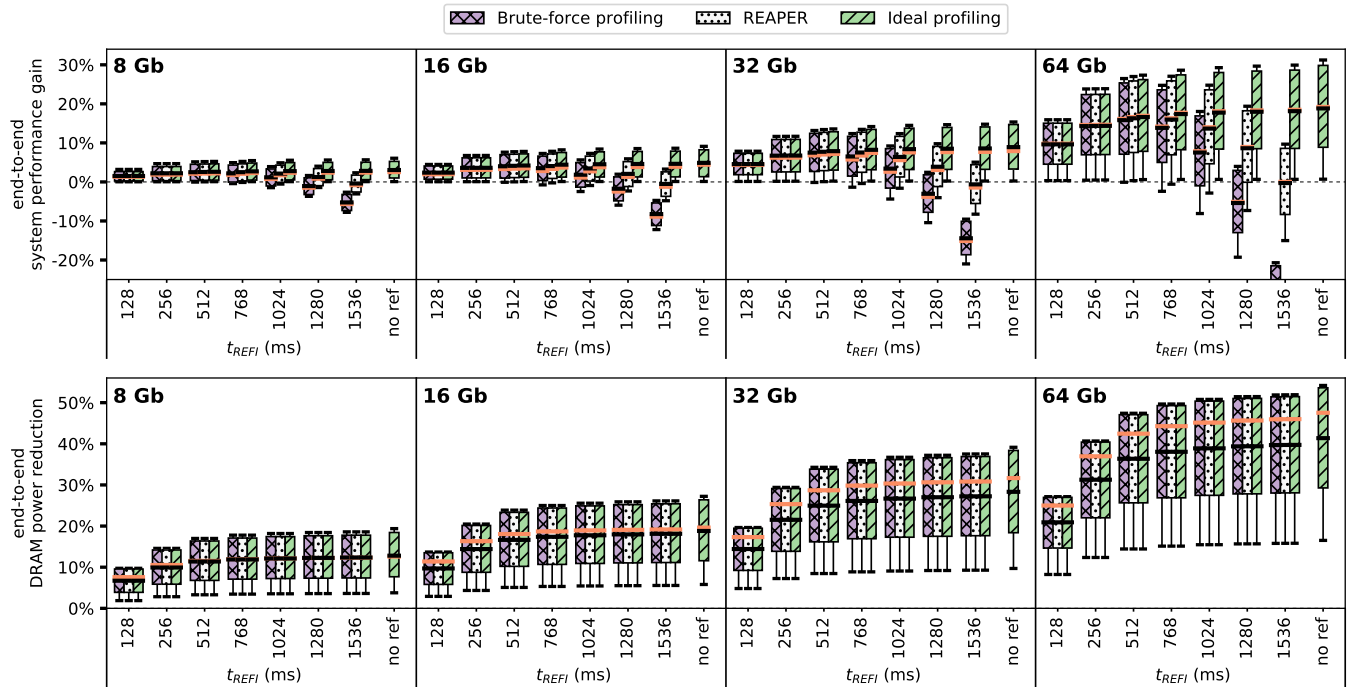 Brute-force profiling REAPER Ideal profiling
end-to-end
system performance gain
30%
20%
10%
0%
-10%
-20%
8 Gb
16 Gb
32 Gb
64 Gb
128 256 512 768 1024 1280 1536 no ref
128 256 512 768 1024 1280 1536 no ref
128 256 512 768 1024 1280 1536 no ref
128 256 512 768 1024 1280 1536 no ref
tREFI (ms) tREFI (ms) tREFI (ms) tREFI (ms)
end-to-end
DRAM power reduction
50%
40%
30%
20%
10%
0%
8 Gb
16 Gb
32 Gb
64 Gb
128 256 512 768 1024 1280 1536 no ref
128 256 512 768 1024 1280 1536 no ref
128 256 512 768 1024 1280 1536 no ref
128 256 512 768 1024 1280 1536 no ref
tREFI (ms) tREFI (ms) tREFI (ms) tREFI (ms)